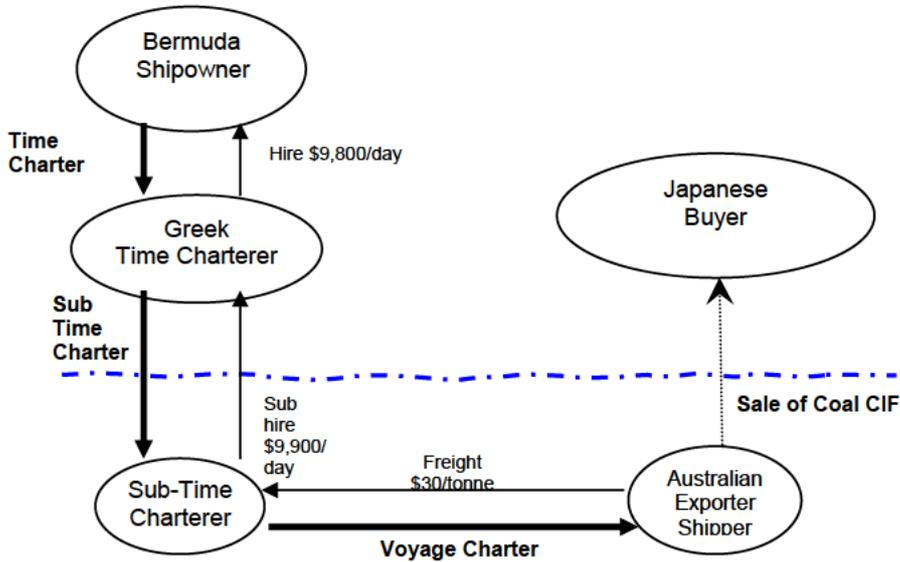 Bermuda
Shipowner
Time
Charter
Hire $9,800/day
Japanese
Buyer
Greek
Time Charterer
Sub
Time
Charter
Sale of Coal CIF
Sub
hire
$9,900/
day
Freight
$30/tonne
Sub-Time
Charterer
Australian
Exporter
Shipper
Voyage Charter